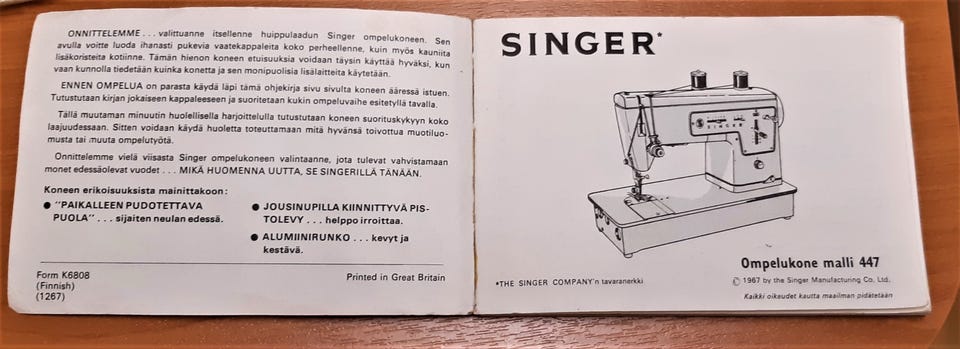 ONNITTELEMME . . . valittuanne itsellenne huippulaadun Singer ompelukoneen. Sen
avulla voitte luoda ihanasti pukevia vaatekappaleita koko perheellenne, kuin myös kauniita
lisäkoristeita kotiinne. Tämän hienon koneen etuisuuksia voidaan täysin käyttää hyväksi, kun
vaan kunnolla tiedetään kuinka konetta ja sen monipuolisia lisälaitteita käytetään.
ENNEN OMPELUA on parasta käydä läpi tämä ohjekirja sivu sivulta koneen ääressä istuen.
Tutustutaan kirjan jokaiseen kappaleeseen ja suoritetaan kukin ompeluvaihe esitetyllä tavalla.
Tällä muutaman minuutin huolellisella harjoittelulla tutustutaan koneen suorituskykyyn koko
laajuudessaan. Sitten voidaan käydä huoletta toteuttamaan mitä hyvänsä toivottua muotiluo-
musta tai muuta ompelutyötä.
Onnittelemme vielä viisasta Singer ompelukoneen valintaanne, jota tulevat vahvistamaan
monet edessäolevat vuodet . . . MIKÄ HUOMENNA UUTTA, SE SINGERILLÄ TÄNÄÄN.
Koneen erikoisuuksista mainittakoon:
● "PAIKALLEEN PUDOTETTAVA
PUOLA" . . . sijaiten neulan edessä.
● JOUSINUPILLA KIINNITTYVÄ PIS-
TOLEVY . . . helppo irroittaa.
● ALUMIINIRUNKO . . . kevyt ja
kestävä.
Form K6808
(Finnish)
(1267)
Printed in Great Britain
SINGER*
SINGER
Ompelukone malli 447
*THE SINGER COMPANY'n tavaranerkki
© 1967 by the Singer Manufacturing Co. Ltd.
Kaikki oikeudet kautta maailman pidätetään